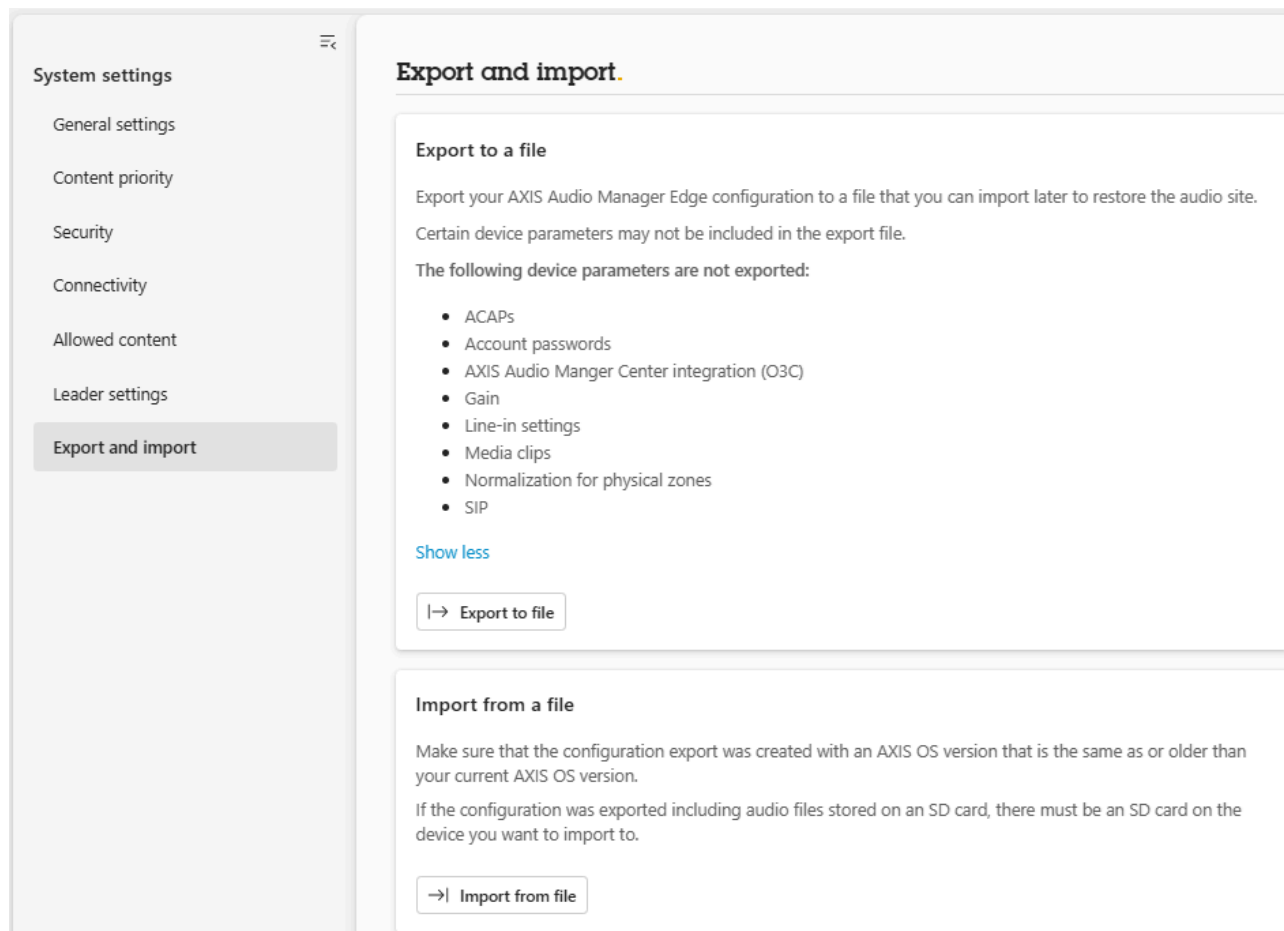 System settings
General settings
Content priority
Security
Connectivity
Allowed content
Leader settings
Export and import
Export and import.
Export to a file
Export your AXIS Audio Manager Edge configuration to a file that you can import later to restore the audio site.
Certain device parameters may not be included in the export file.
The following device parameters are not exported:
• ACAPs
• Account passwords
• AXIS Audio Manger Center integration (O3C)
• Gain
• Line-in settings
• Media clips
• Normalization for physical zones
• SIP
Show less
Export to file
Import from a file
Make sure that the configuration export was created with an AXIS OS version that is the same as or older than
your current AXIS OS version.
If the configuration was exported including audio files stored on an SD card, there must be an SD card on the
device you want to import to.
Import from file